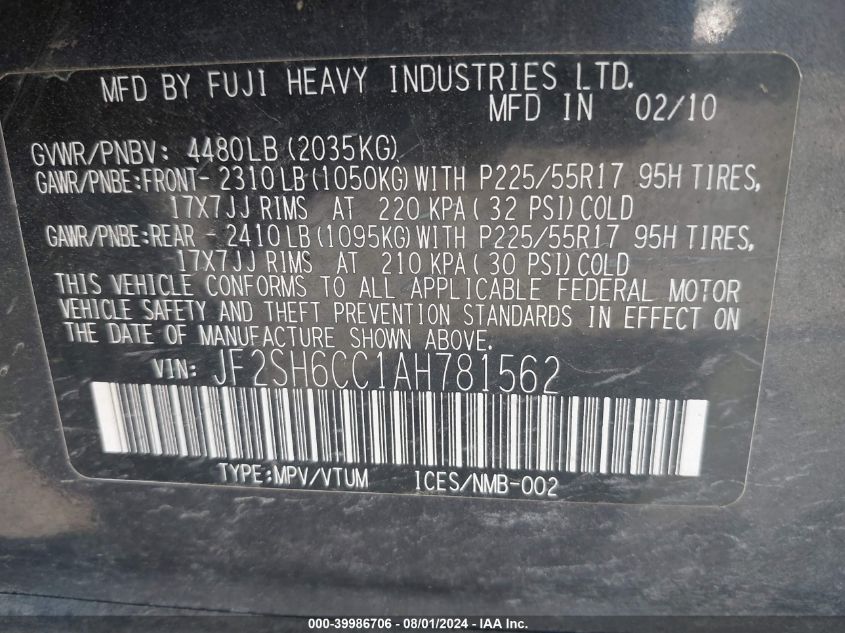 MFD BY FUJI HEAVY INDUSTRIES LTD.
MFD IN 02/10
GVWR/PNBV: 4480LB (2035KG)
GAWR/PNBE:FRONT- 2310LB (1050KG) WITH P225/55R17 95H TIRES,
17X7JJ RIMS AT 220 KPA ( 32 PSI) COLD
GAWR/PNBE:REAR - 2410LB (1095KG) WITH P225/55R17 95H TIRES,
17X7JJ RIMS AT 210 KPA ( 30 PSI) COLD
THIS VEHICLE CONFORMS TO ALL APPLICABLE FEDERAL MOTOR
VEHICLE SAFETY AND THEFT PREVENTION STANDARDS IN EFFECT ON
THE DATE OF MANUFACTURE SHOWN ABOVE.
VIN: JF2SH6CC1AH781562
TYPE:MPV/VTUM ICES/NMB-002
000-39986706 - 08/01/2024 - IAA Inc.